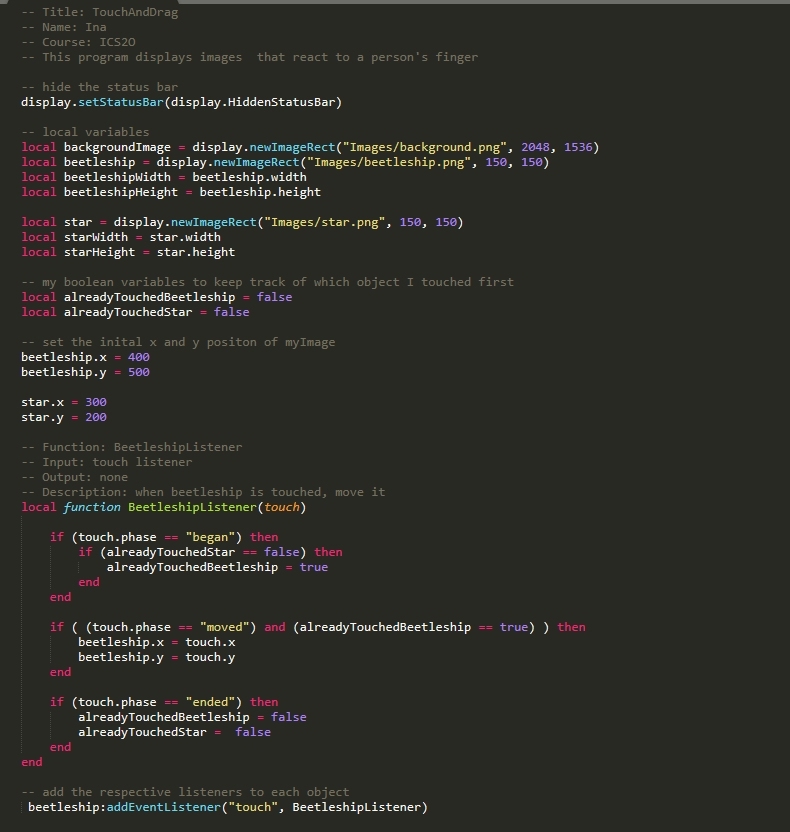 -- Title: TouchAndDrag
-- Name: Ina
-- Course: ICS2O
-- This program displays images  that react to a person's finger

-- hide the status bar
display.setStatusBar(display.HiddenStatusBar)

-- local variables
local backgroundImage = display.newImageRect("Images/background.png", 2048, 1536)
local beetleship = display.newImageRect("Images/beetleship.png", 150, 150)
local beetleshipWidth = beetleship.width
local beetleshipHeight = beetleship.height

local star = display.newImageRect("Images/star.png", 150, 150)
local starWidth = star.width
local starHeight = star.height

-- my boolean variables to keep track of which object I touched first
local alreadyTouchedBeetleship = false
local alreadyTouchedStar = false

-- set the inital x and y positon of myImage
beetleship.x = 400
beetleship.y = 500

star.x = 300
star.y = 200

-- Function: BeetleshipListener
-- Input: touch listener
-- Output: none
-- Description: when beetleship is touched, move it
local function BeetleshipListener(touch)

    if (touch.phase == "began") then
        if (alreadyTouchedStar == false) then
            alreadyTouchedBeetleship = true
        end
    end

    if ( (touch.phase == "moved") and (alreadyTouchedBeetleship == true) ) then
        beetleship.x = touch.x
        beetleship.y = touch.y
    end

    if (touch.phase == "ended") then
        alreadyTouchedBeetleship = false
        alreadyTouchedStar =  false
    end
end

-- add the respective listeners to each object
 beetleship:addEventListener("touch", BeetleshipListener)